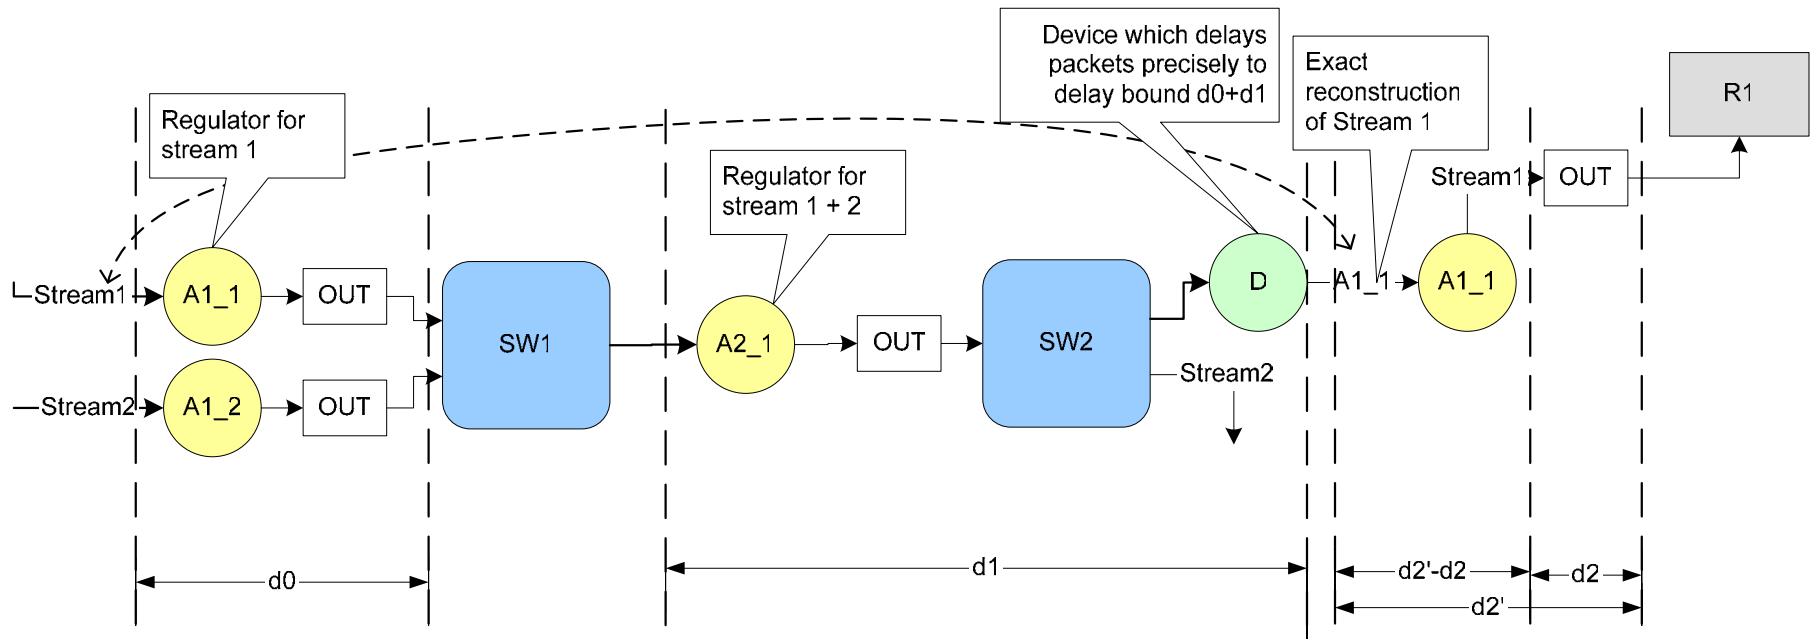 Device which delays
packets precisely to
delay bound d0+d1
Exact
reconstruction
of Stream 1
R1
Regulator for
stream 1
Regulator for
stream 1 + 2
Stream1
OUT
Stream1
A1_1
OUT
SW1
A2_1
OUT
SW2
D
A1_1
A1_1
Stream2
Stream2
A1_2
OUT
d0
d1
d2'-d2
d2
d2'